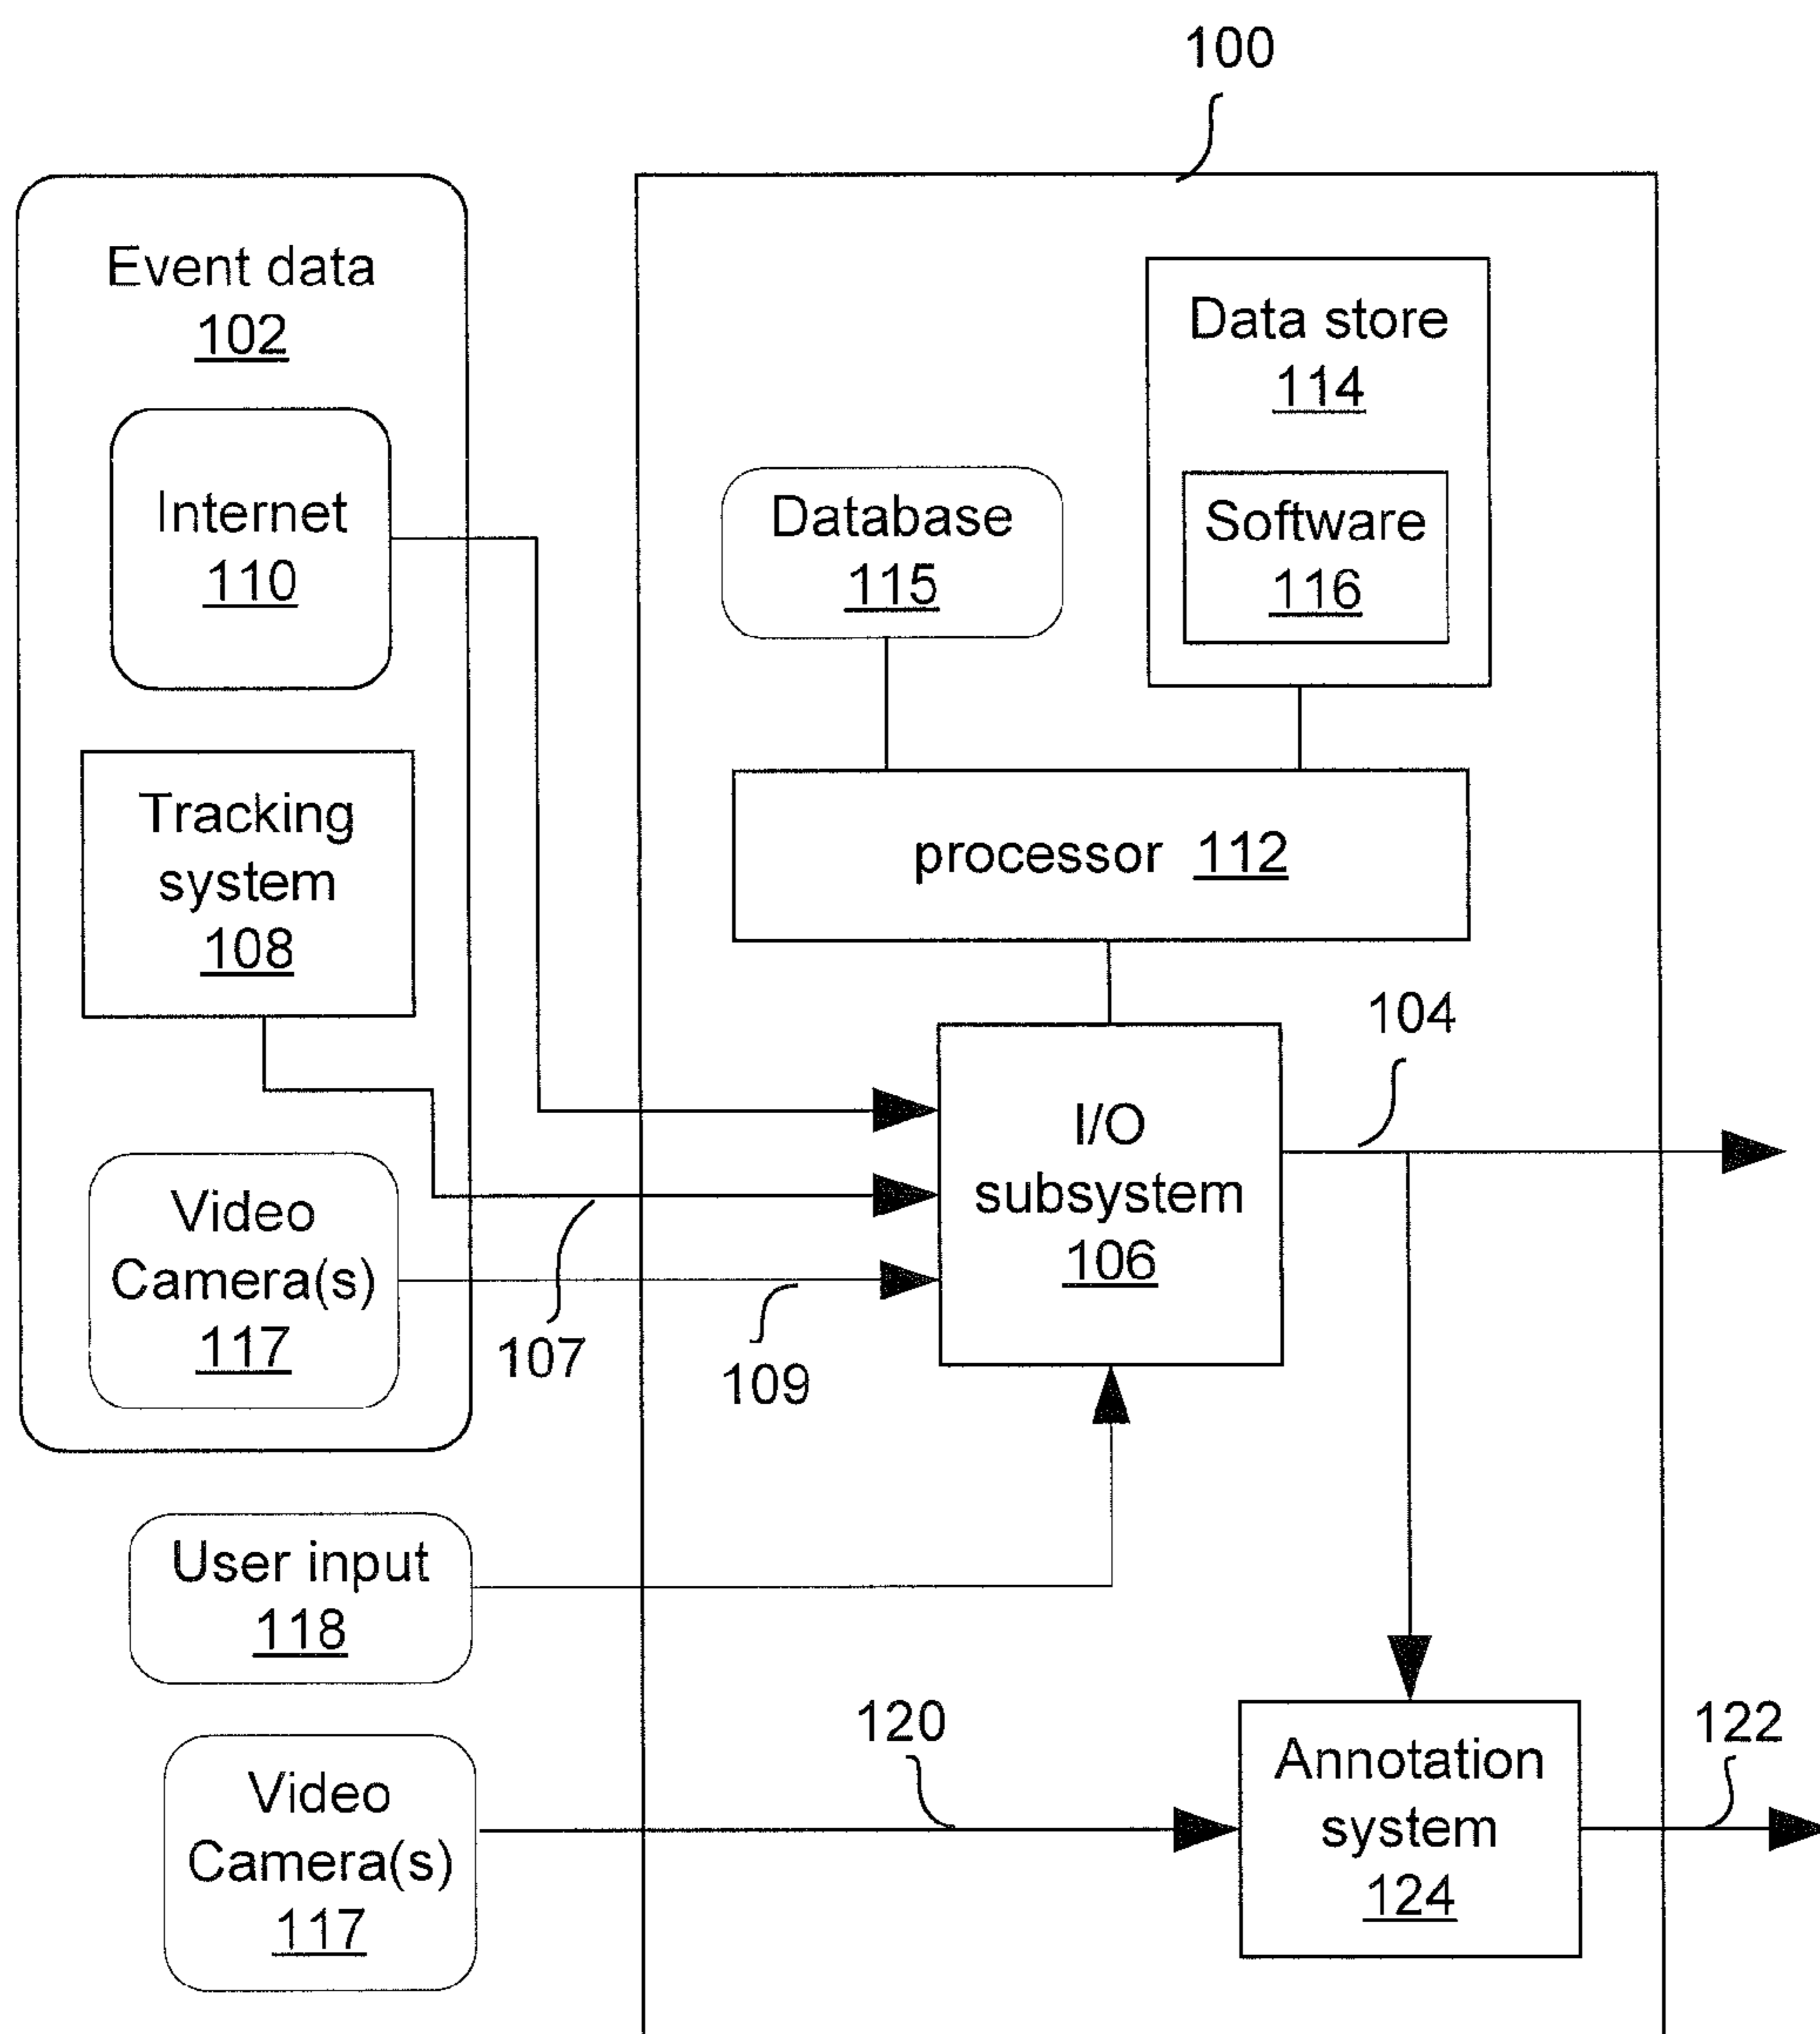 100
Event data
102
Internet
110
Tracking
system
108
Video
Camera(s)
117
107
109
User input
118
Video
Camera(s)
117
Data store
114
Software
116
Database
115
processor 112
I/O
subsystem
106
104
120
Annotation
system
124
122